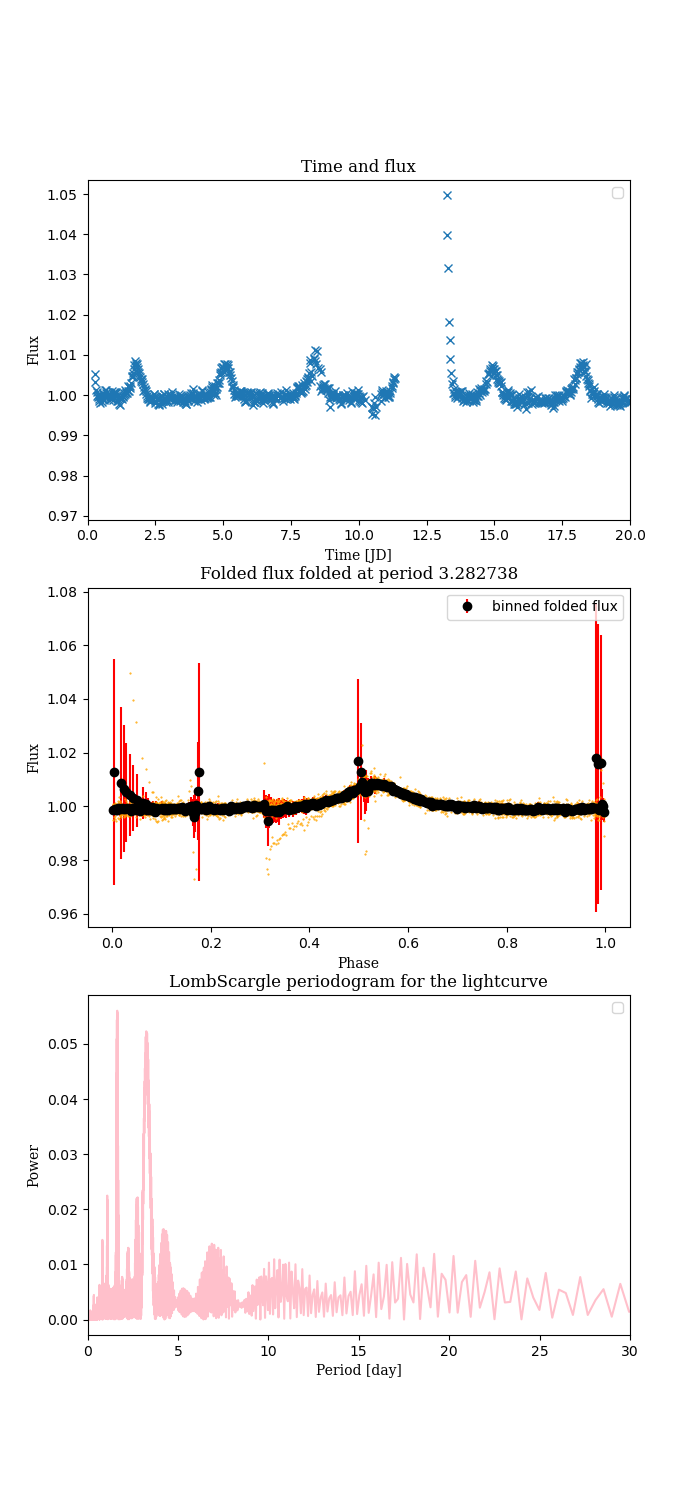 Time and flux
1.05
1.04
1.03
1.02
1.01
1.00
0.99
0.98
0.97
Flux
0.0 2.5 5.0 7.5 10.0 12.5 15.0 17.5 20.0
Time [JD]
Folded flux folded at period 3.282738
binned folded flux
1.08
1.06
1.04
1.02
1.00
0.98
0.96
Flux
0.0 0.2 0.4 0.6 0.8 1.0
Phase
LombScargle periodogram for the lightcurve
0.05
0.04
0.03
0.02
0.01
0.00
Power
0 5 10 15 20 25 30
Period [day]